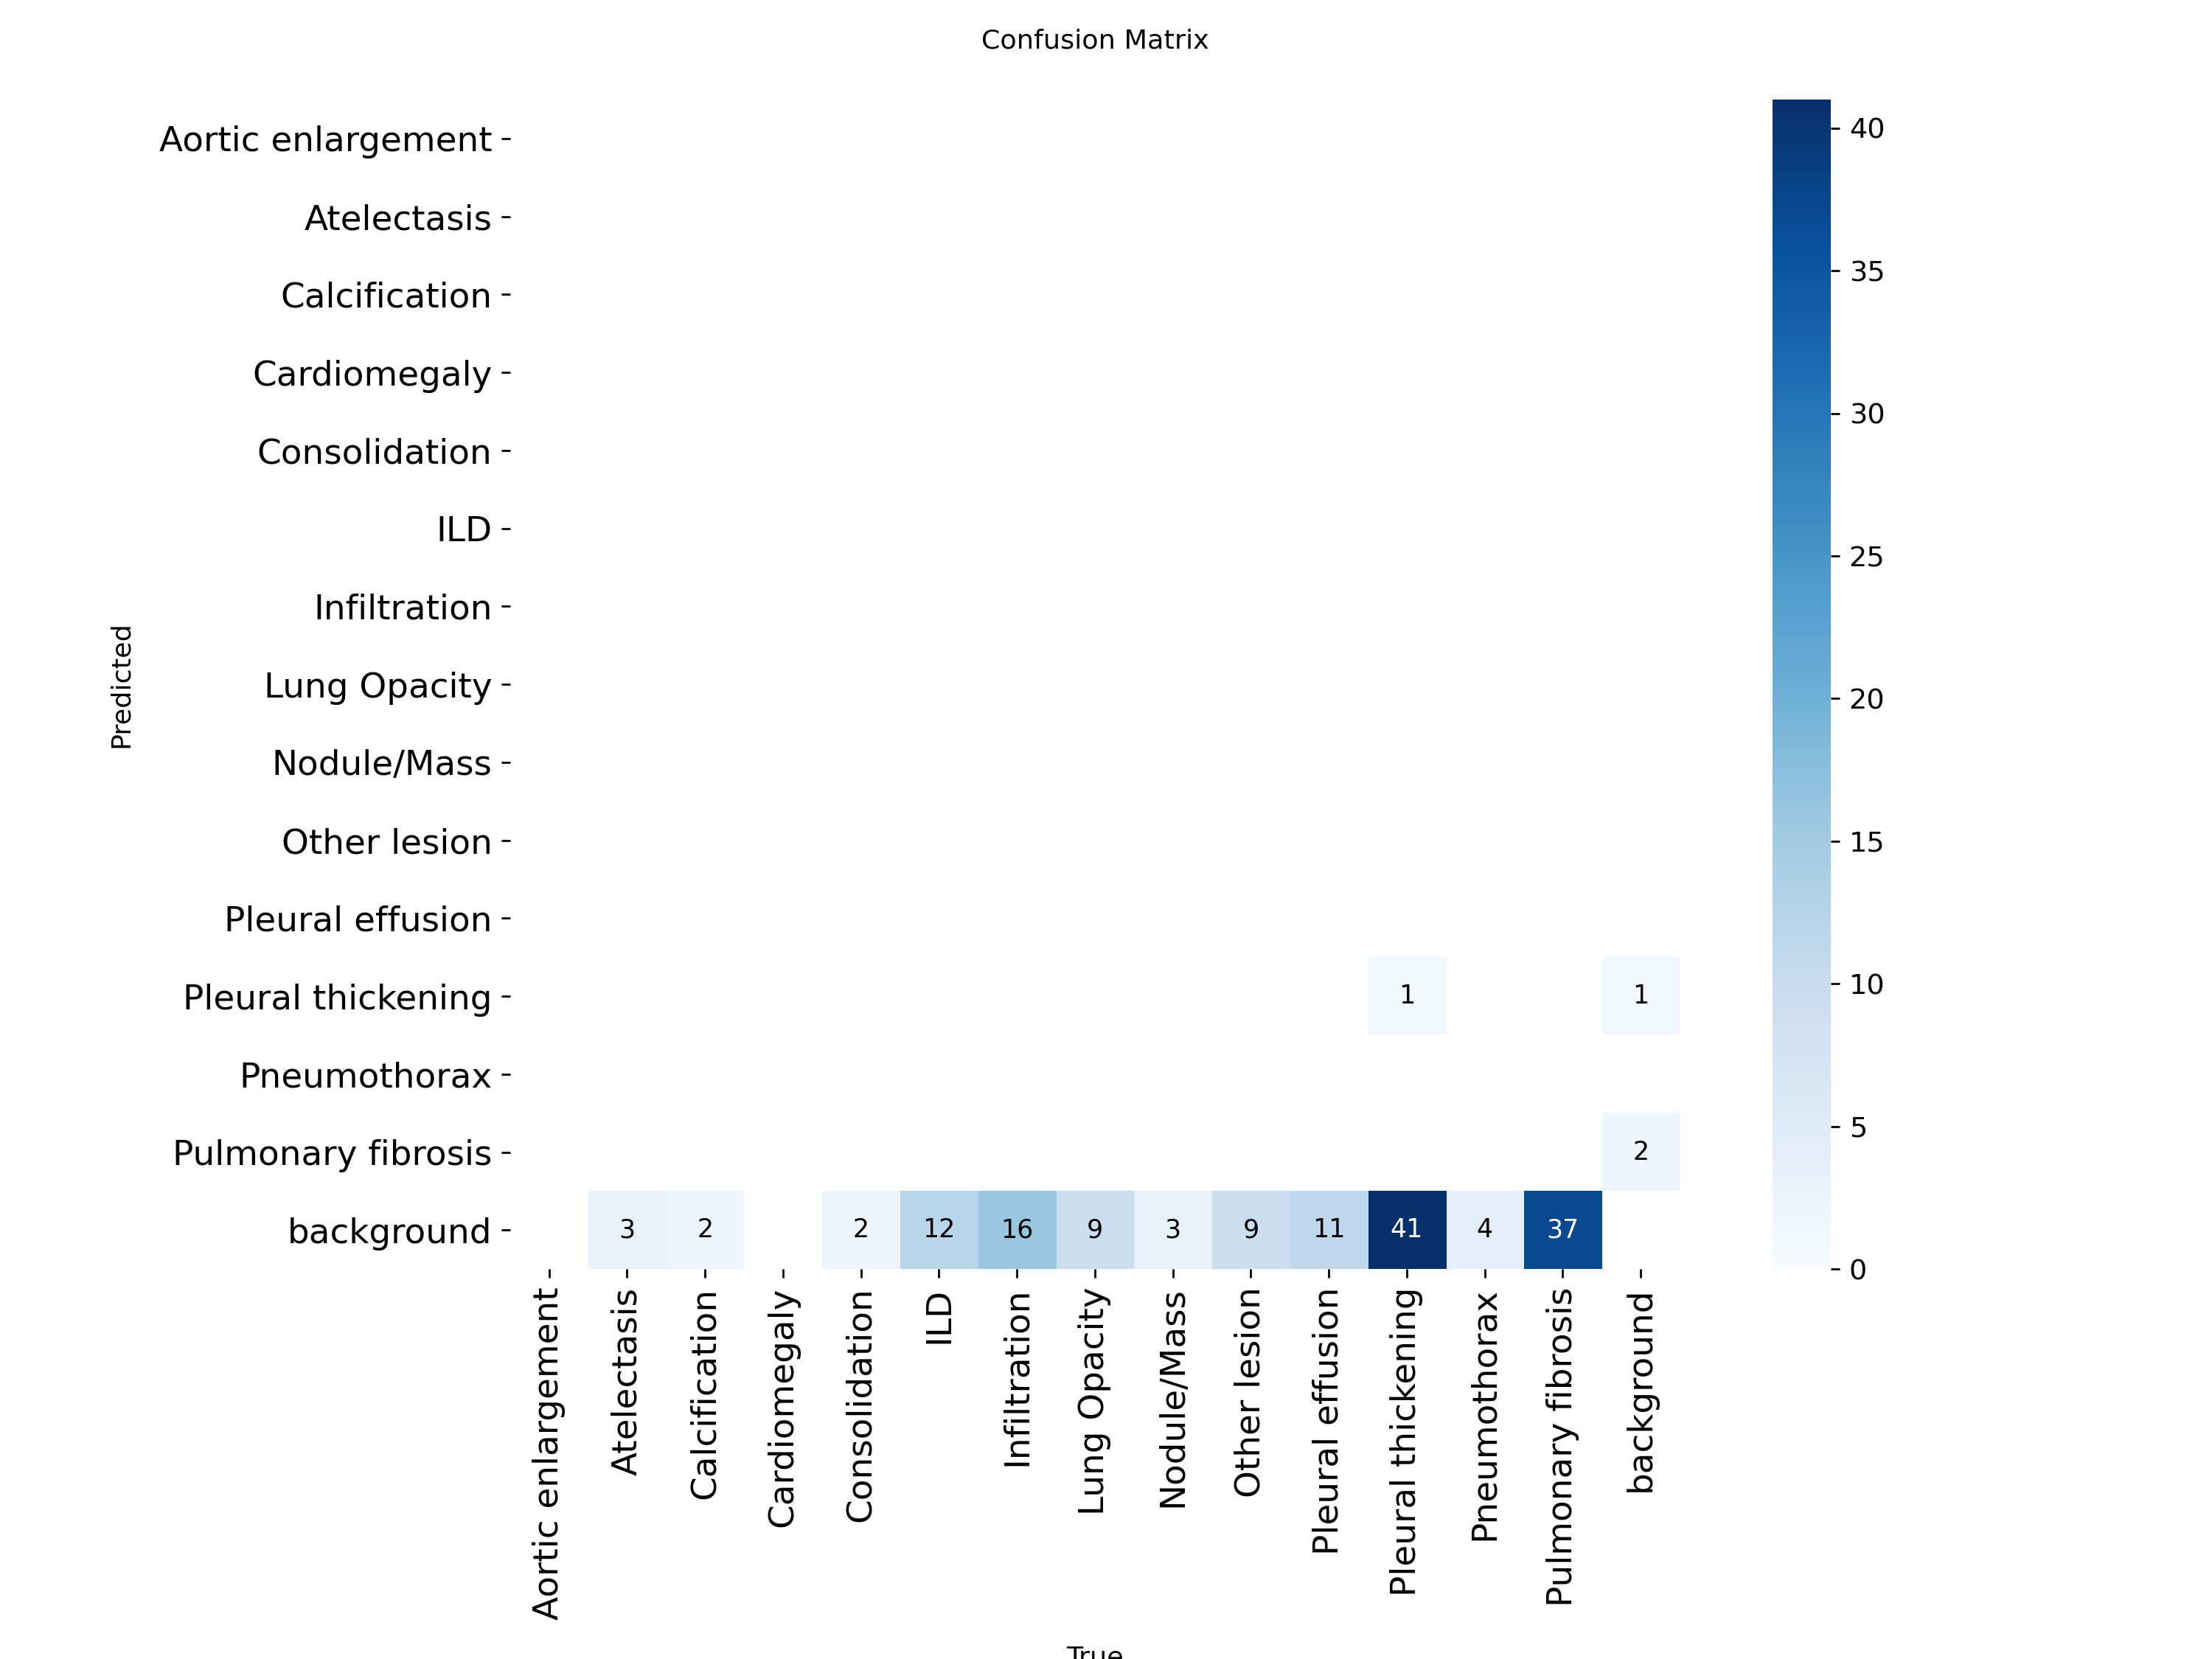 Confusion Matrix
Aortic enlargement
Atelectasis
Calcification
Cardiomegaly
Consolidation
ILD
Infiltration
Lung Opacity
Nodule/Mass
Other lesion
Pleural effusion
Pleural thickening 1 1
Pneumothorax
Pulmonary fibrosis 2
background 3 2 2 12 16 9 3 9 11 41 4 37
Predicted
Aortic enlargement
Atelectasis
Calcification
Cardiomegaly
Consolidation
ILD
Infiltration
Lung Opacity
Nodule/Mass
Other lesion
Pleural effusion
Pleural thickening
Pneumothorax
Pulmonary fibrosis
background
True
40
35
30
25
20
15
10
5
0